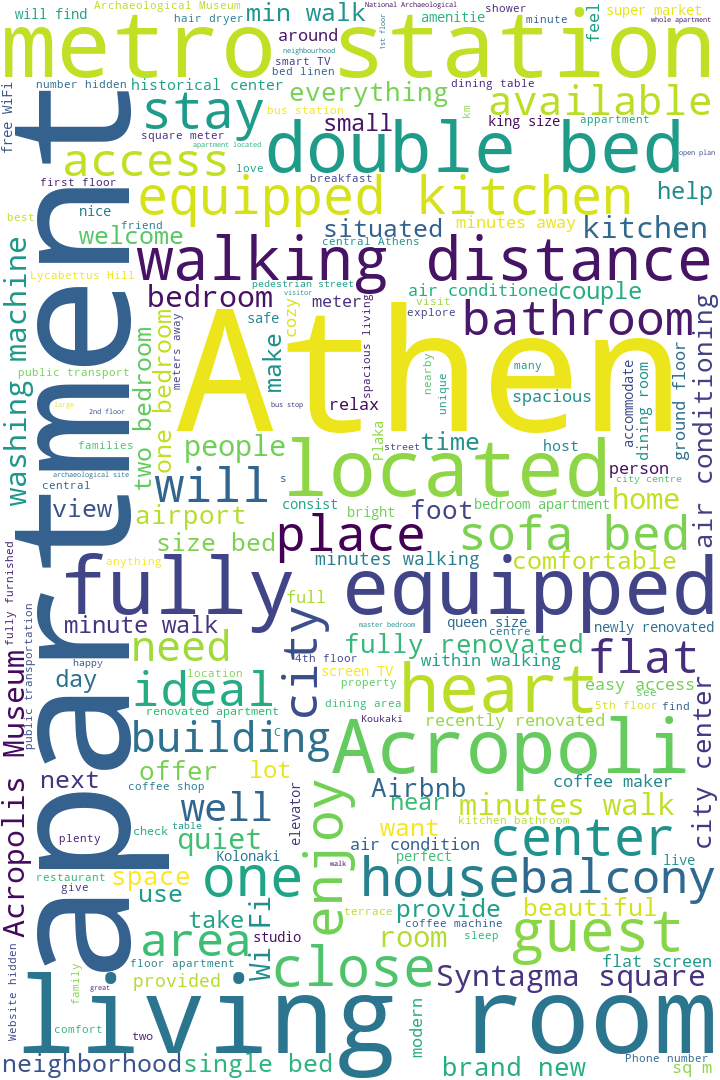 Archaeological Museum
National Archaeological
will find
hair dryer
min walk
amenitie
shower
super market
minute
whole apartment
feel
metro station
around
neighbourhood
1st floor
smart TV
bed linen
number hidden
historical center
everything
dining table
available
free WiFi
stay
bus station
small
king size
appartment
km
square meter
apartment located
access
double bed
open plan
love
breakfast
first floor
equipped kitchen
help
best
nice
friend
situated
minutes away
kitchen
welcome
central Athens
walking distance
Lycabettus Hill
pedestrian street
visitor
bedroom
meter
air conditioned
couple
visit
explore
bathroom
safe
cozy
make
spacious living
apartment
washing machine
public transport
meters away
Athen
many
nearby
unique
air conditioning
large
2nd floor
bus stop
relax
spacious
accommodate
dining room
ground floor
two bedroom
one bedroom
families
people
Plaka
street
time
host
archaeological site
central
will
s
located
person
city centre
view
airport
consist
bright
foot
bedroom apartment
home
size bed
place
sofa bed
anything
minutes walking
comfortable
fully furnished
fully equipped
full
minute walk
master bedroom
queen size
centre
newly renovated
public transportation
happy
need
city
fully renovated
flat
4th floor
within walking
location
screen TV
day
ideal
property
heart
easy access
see
renovated apartment
dining area
5th floor
find
Acropolis Museum
building
c
Koukaki
recently renovated
Acropoli
city center
next
offer
lot
coffee shop
Airbnb
coffee maker
well
enjoy
near
minutes walk
elevator
plenty
check
table
quiet
want
kitchen bathroom
center
Kolonaki
air condition
perfect
live
restaurant
give
space
one
walk
house
balcony
use
take
Wi Fi
terrace
provide
beautiful
coffee machine
area
studio
room
sleep
guest
Website hidden
family
floor apartment
provided
close
flat screen
Syntagma square
great
living room
comfort
two
modern
neighborhood
single bed
brand new
Phone number
sq m